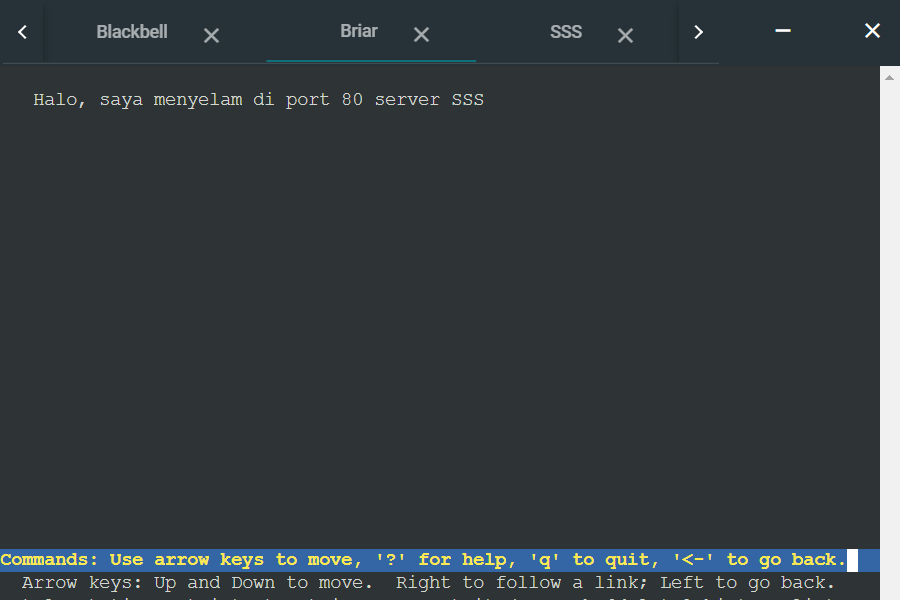 Blackbell Briar SSS
Halo, saya menyelam di port 80 server SSS
Commands: Use arrow keys to move, '?' for help, 'q' to quit, '<-' to go back.
Arrow keys: Up and Down to move. Right to follow a link; Left to go back.